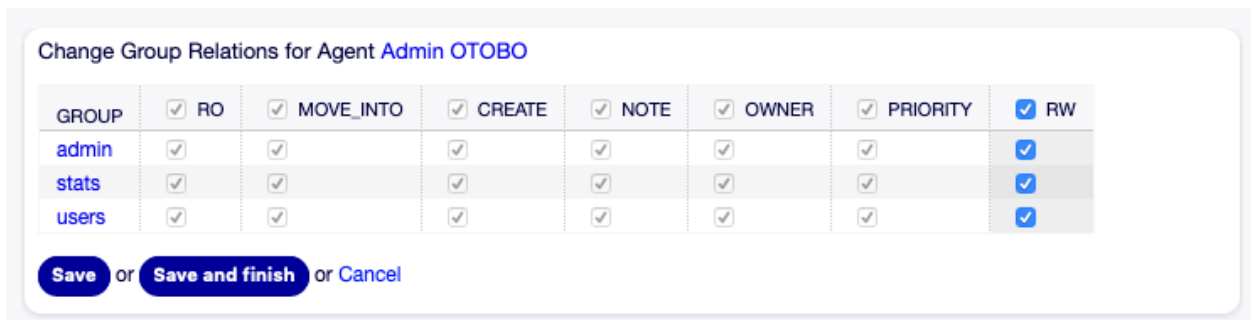 Change Group Relations for Agent Admin OTOBO
GROUP RO MOVE_INTO CREATE NOTE OWNER PRIORITY RW
admin
stats
users
Save or Save and finish or Cancel